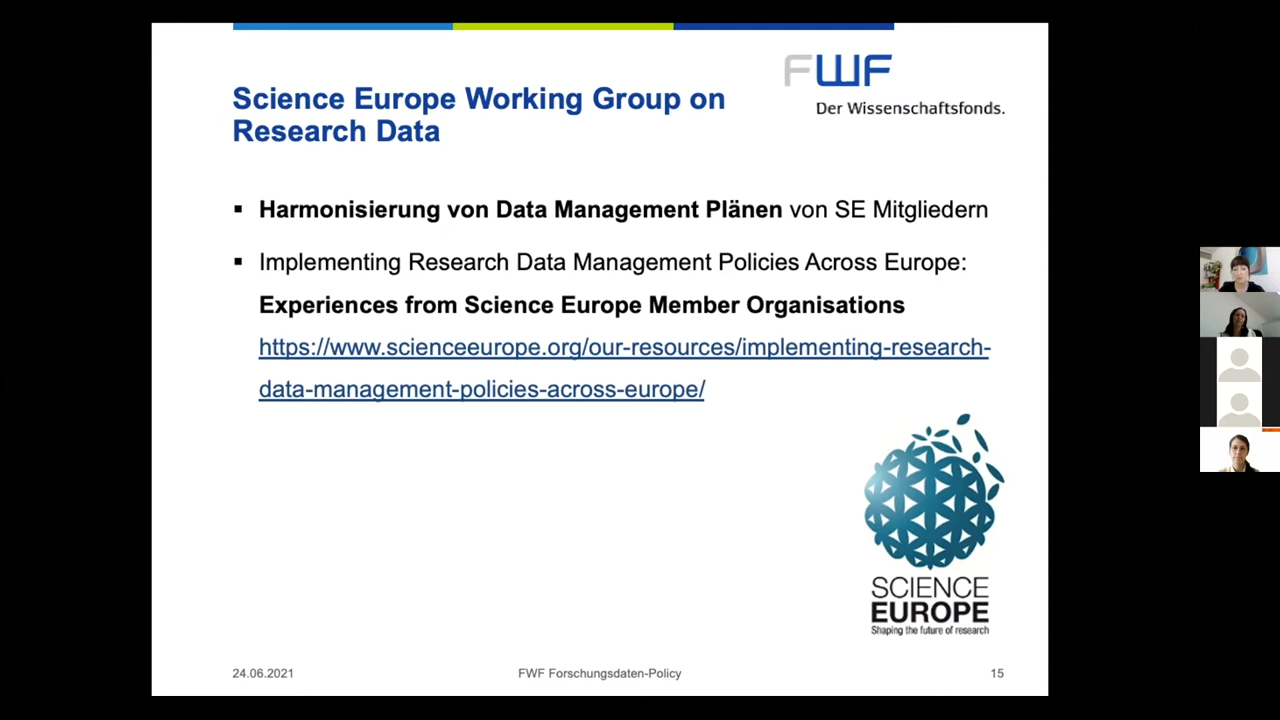 FWF
Der Wissenschaftsfonds.
Science Europe Working Group on
Research Data
▪ Harmonisierung von Data Management Plänen von SE Mitgliedern
▪ Implementing Research Data Management Policies Across Europe:
Experiences from Science Europe Member Organisations
https://www.scienceeurope.org/our-resources/implementing-research-
data-management-policies-across-europe/
SCIENCE
EUROPE
Shaping the future of research
24.06.2021
FWF Forschungsdaten-Policy
15